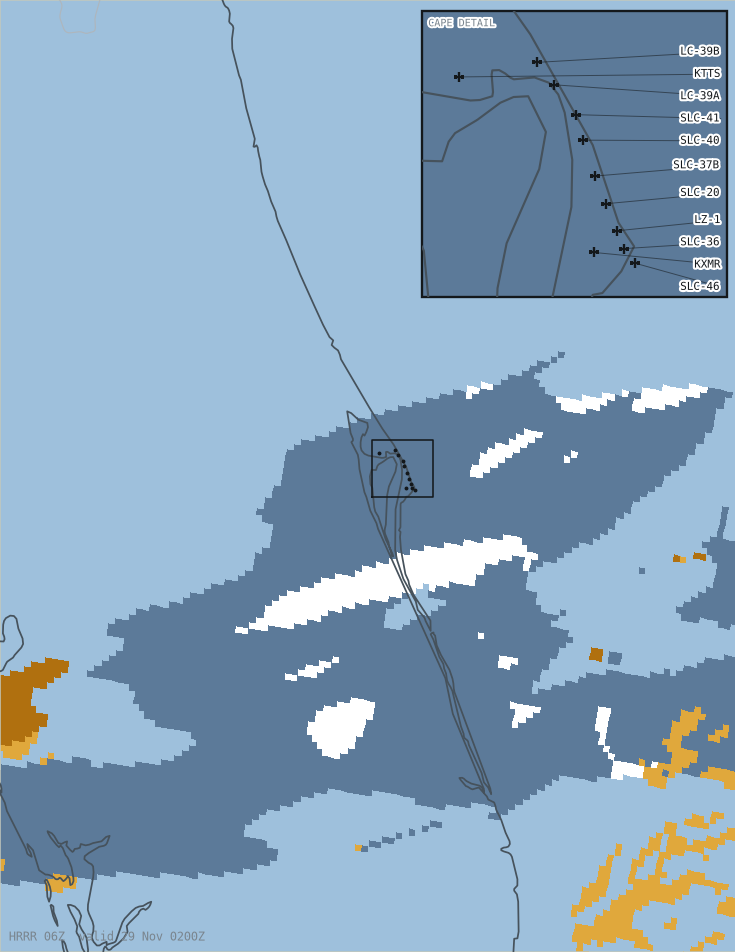 CAPE DETAIL
LC-39B
KTTS
LC-39A
SLC-41
SLC-40
SLC-37B
SLC-20
LZ-1
SLC-36
KXMR
SLC-46
HRRR 06Z  valid 29 Nov 0200Z